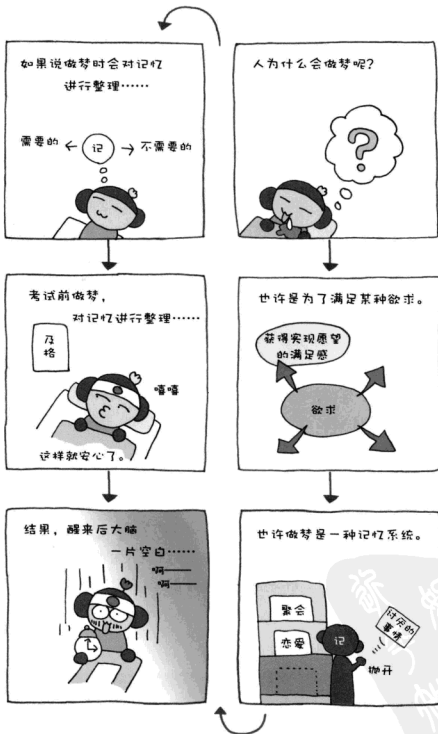 人为什么会做梦呢?
?
也许是为了满足某种欲求。
获得实现愿望
的满足感
欲求
也许做梦是一种记忆系统。
聚会
恋爱
记
讨厌的
事情
抛开
如果说做梦时会对记忆
进行整理……
需要的 ← 记 → 不需要的
考试前做梦,
对记忆进行整理……
及
格
嘻嘻
这样就安心了。
结果,醒来后大脑
一片空白……
啊——
啊——